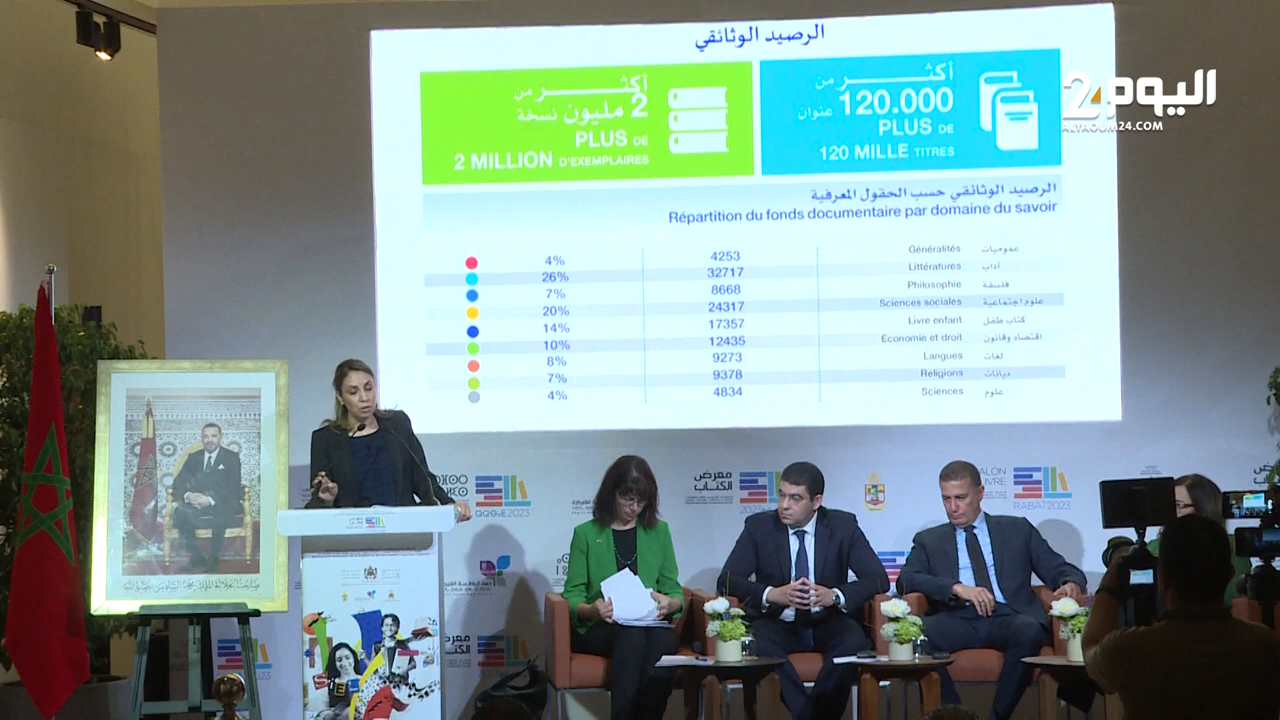 الرصيد الوثائقي
أكثر من
120.000 عنوان
PLUS DE
120 MILLE TITRES
أكثر من
2 مليون نسخة
PLUS DE
2 MILLION D'EXEMPLAIRES
اليوم 24
ALYAOUM24.COM
الرصيد الوثائقي حسب الحقول المعرفية
Répartition du fonds documentaire par domaine du savoir
4% 4253 Généralités عموميات
26% 32717 Littératures آداب
7% 8668 Philosophie فلسفة
20% 24317 Sciences sociales علوم اجتماعية
14% 17357 Livre enfant كتاب طفل
10% 12435 Economie et droit اقتصاد وقانون
8% 9273 Langues لغات
7% 9378 Religions ديانات
4% 4834 Sciences علوم
معرض
الكتاب
RABAT2023
معرض
الكتاب